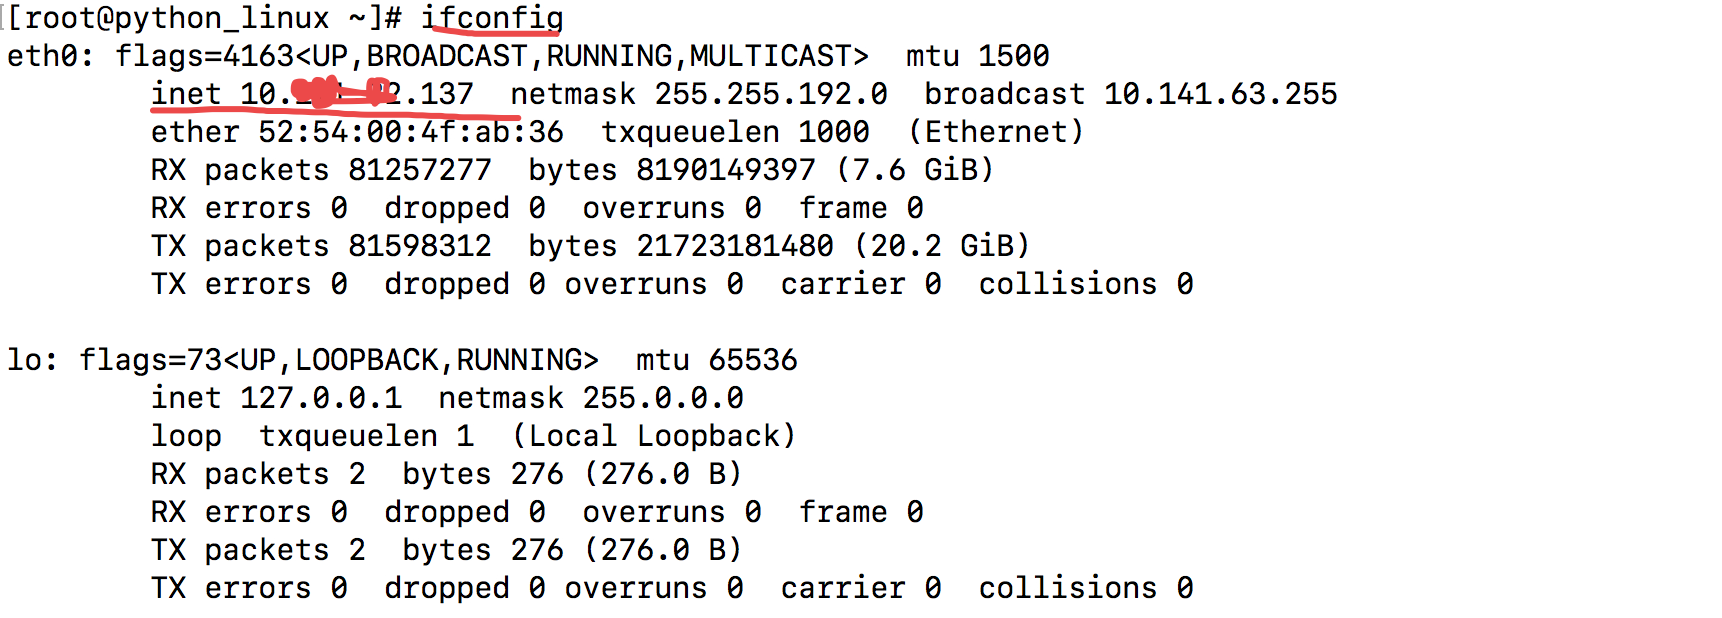 [[root@python_linux ~]# ifconfig
eth0: flags=4163<UP,BROADCAST,RUNNING,MULTICAST>  mtu 1500
inet netmask 255.255.192.0  broadcast 10.141.63.255
ether 52:54:00:4f:ab:36  txqueuelen 1000  (Ethernet)
RX packets 81257277  bytes 8190149397 (7.6 GiB)
RX errors 0  dropped 0  overruns 0  frame 0
TX packets 81598312  bytes 21723181480 (20.2 GiB)
TX errors 0  dropped 0 overruns 0  carrier 0  collisions 0
lo: flags=73<UP,LOOPBACK,RUNNING>  mtu 65536
inet 127.0.0.1  netmask 255.0.0.0
loop  txqueuelen 1  (Local Loopback)
RX packets 2  bytes 276 (276.0 B)
RX errors 0  dropped 0  overruns 0  frame 0
TX packets 2  bytes 276 (276.0 B)
TX errors 0  dropped 0 overruns 0  carrier 0  collisions 0